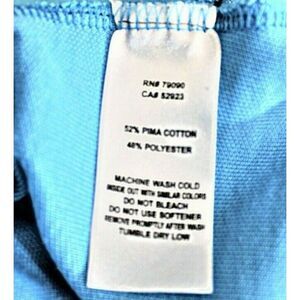 RN# 79090
CA# 52923
52% PIMA COTTON
48% POLYESTER
MACHINE WASH COLD
INSIDE OUT WITH SIMILAR COLORS
DO NOT BLEACH
DO NOT USE SOFTENER
REMOVE PROMPTLY AFTER WASH
TUMBLE DRY LOW